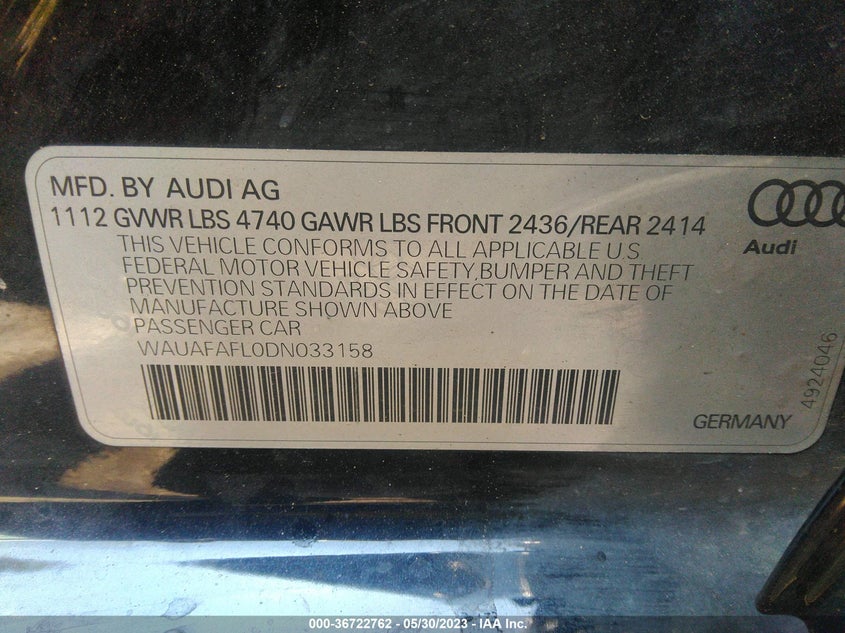 MFD. BY AUDI AG
1112 GVWR LBS 4740 GAWR LBS FRONT 2436/REAR 2414
THIS VEHICLE CONFORMS TO ALL APPLICABLE U.S.
FEDERAL MOTOR VEHICLE SAFETY, BUMPER AND THEFT
PREVENTION STANDARDS IN EFFECT ON THE DATE OF
MANUFACTURE SHOWN ABOVE
PASSENGER CAR
WAUAFAFL0DN033158
Audi
4924046
GERMANY
000-36722762 - 05/30/2023 - IAA Inc.